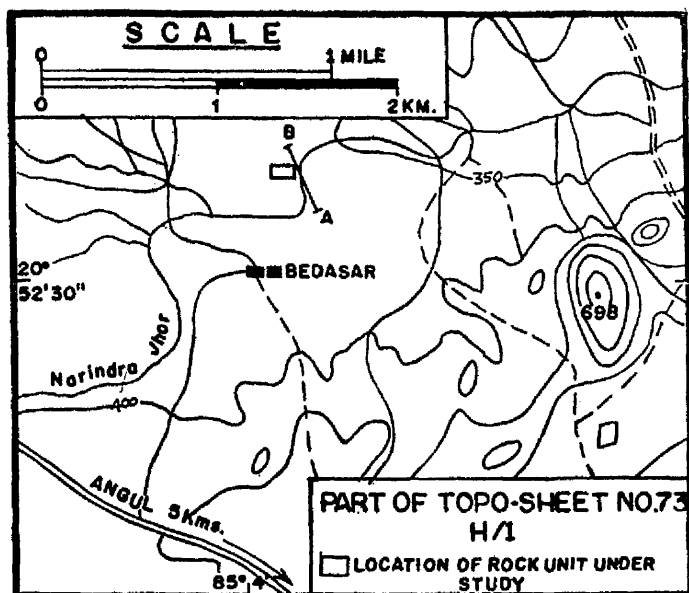 SCALE
0 1 MILE
0 1 2 KM.
B
A
350
20°
52'30"
BEDASAR
698
Narindra Jhor
400
ANGUL 5Kms.
85°4'
PART OF TOPO-SHEET NO.73
H/1
LOCATION OF ROCK UNIT UNDER
STUDY